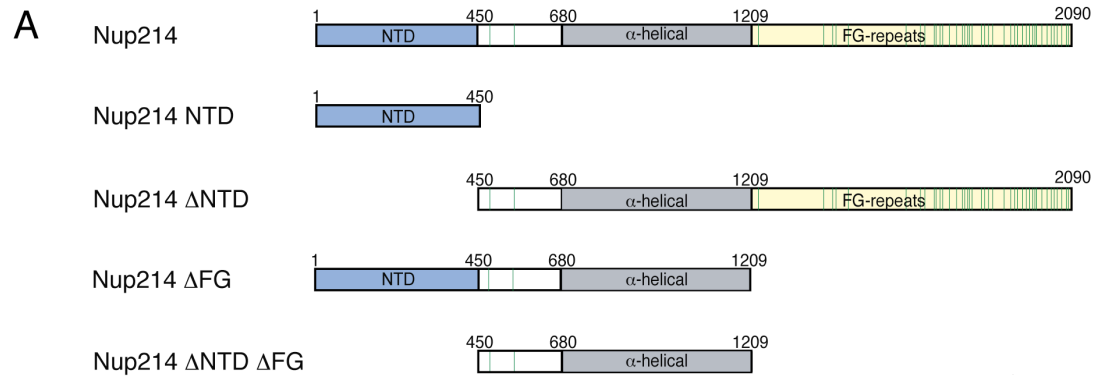 A
1 450 680 1209 2090
Nup214 NTD α-helical FG-repeats
1 450
Nup214 NTD NTD
450 680 1209 2090
Nup214 ΔNTD α-helical FG-repeats
1 450 680 1209
Nup214 ΔFG NTD α-helical
450 680 1209
Nup214 ΔNTD ΔFG α-helical